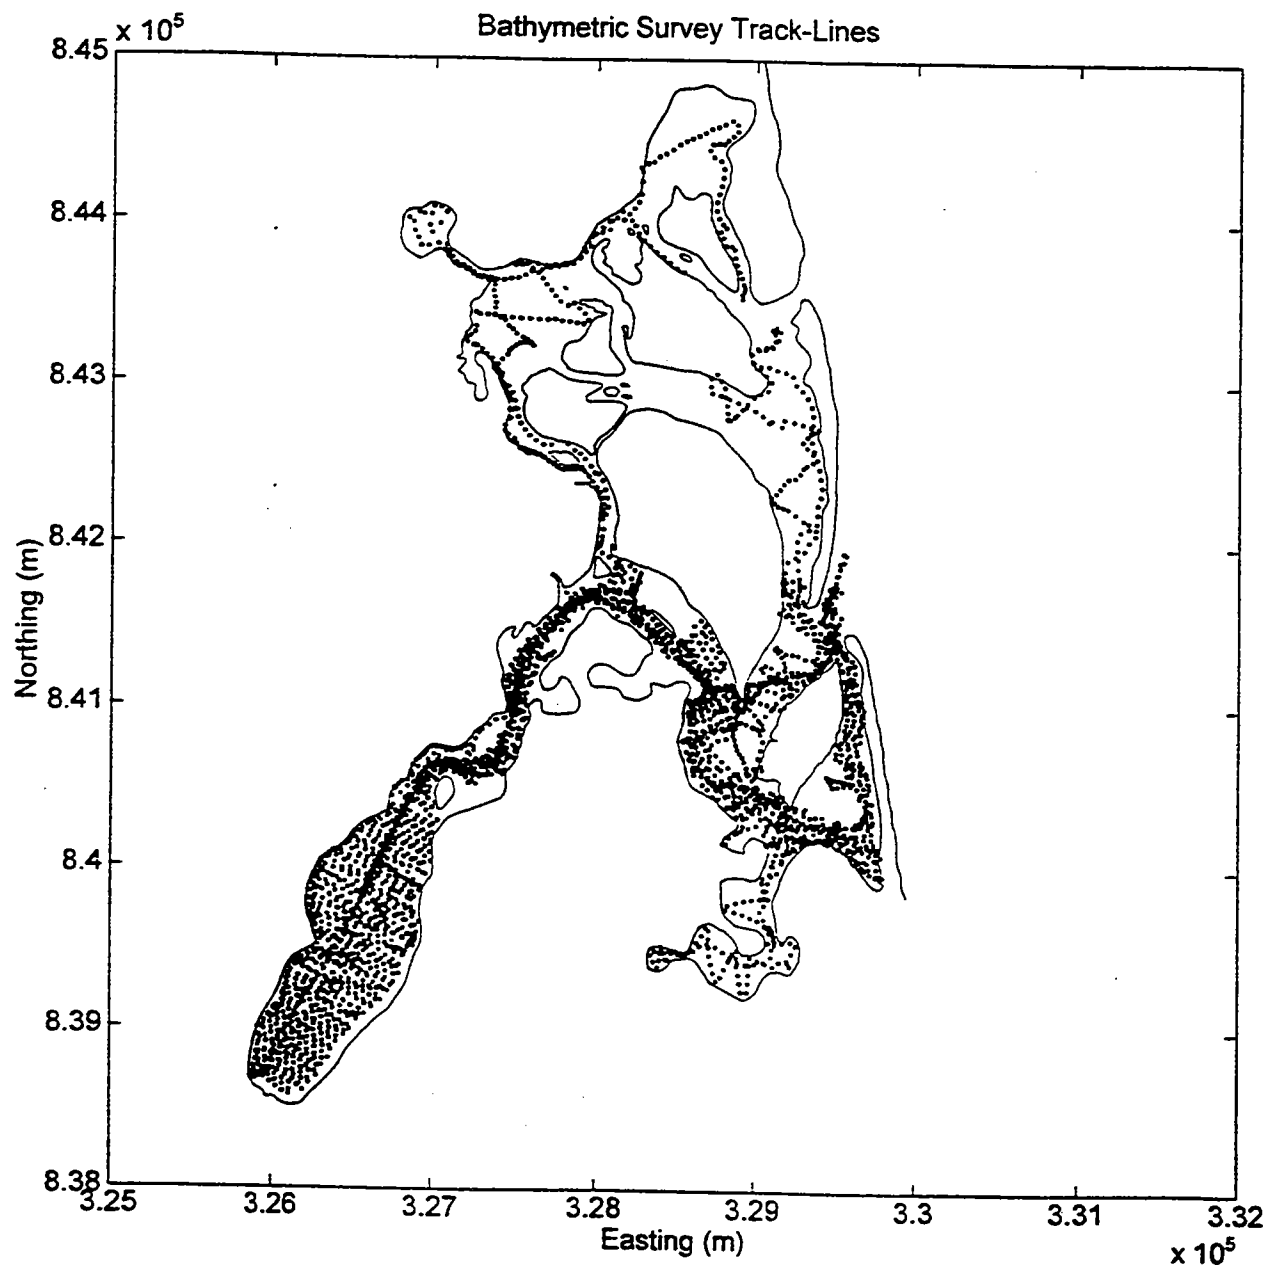 Bathymetric Survey Track-Lines
x 10^5
8.45
8.44
8.43
8.42
8.41
8.4
8.39
8.38
Northing (m)
3.25 3.26 3.27 3.28 3.29 3.3 3.31 3.32
Easting (m)
x 10^5